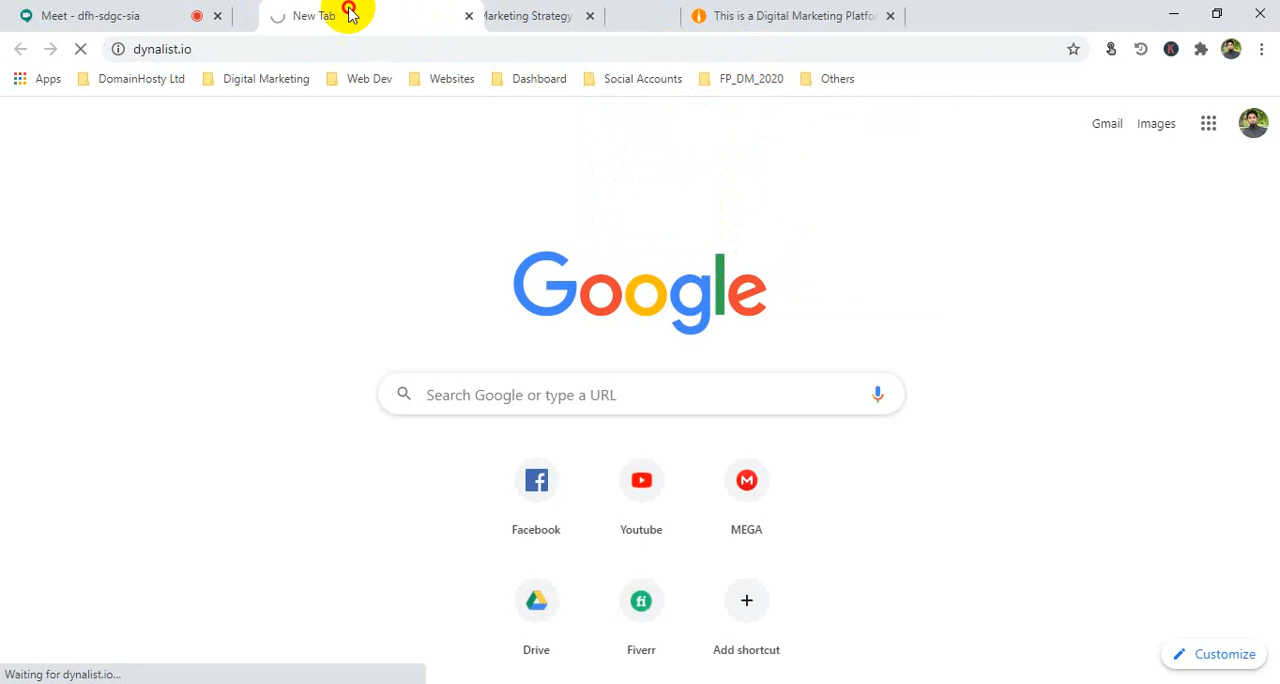 Meet - dfh-sdgc-sia New Tab Marketing Strategy This is a Digital Marketing
dynalist.io
Apps DomainHosty Ltd Digital Marketing Web Dev Websites Dashboard Social Accounts FP_DM_2020 Others
Gmail Images
Google
Search Google or type a URL
Facebook Youtube MEGA
Drive Fiverr Add shortcut
Customize
Waiting for dynalist.io...